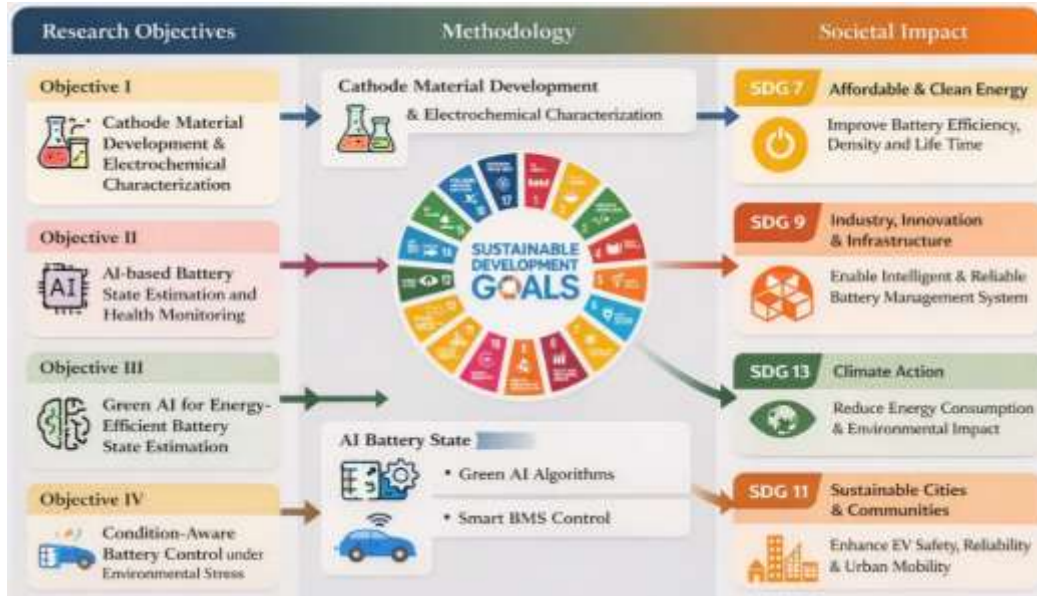 Research Objectives
Methodology
Societal Impact
Objective I
Cathode Material
Development &
Electrochemical
Characterization
Objective II
AI
AI-based Battery
State Estimation and
Health Monitoring
Objective III
Green AI for Energy-
Efficient Battery
State Estimation
Objective IV
Condition-Aware
Battery Control under
Environmental Stress
Cathode Material Development
& Electrochemical Characterization
SUSTAINABLE
DEVELOPMENT
GOALS
17
1
4
AI Battery State
• Green AI Algorithms
• Smart BMS Control
SDG 7
Affordable & Clean Energy
Improve Battery Efficiency,
Density and Life Time
SDG 9
Industry, Innovation
& Infrastructure
Enable Intelligent & Reliable
Battery Management System
SDG 13
Climate Action
Reduce Energy Consumption
& Environmental Impact
SDG 11
Sustainable Cities
& Communities
Enhance EV Safety, Reliability
& Urban Mobility